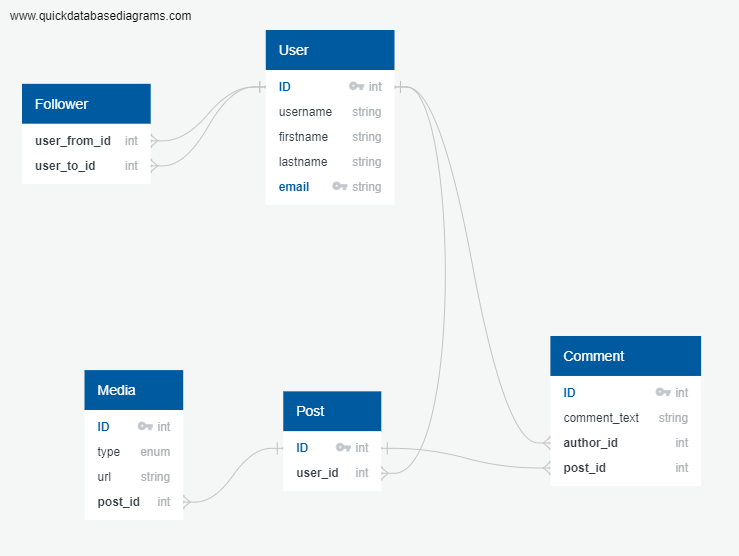 www.quickdatabasediagrams.com
User
ID int
username string
firstname string
lastname string
email string
Follower
user_from_id int
user_to_id int
Media
ID int
type enum
url string
post_id int
Post
ID int
user_id int
Comment
ID int
comment_text string
author_id int
post_id int